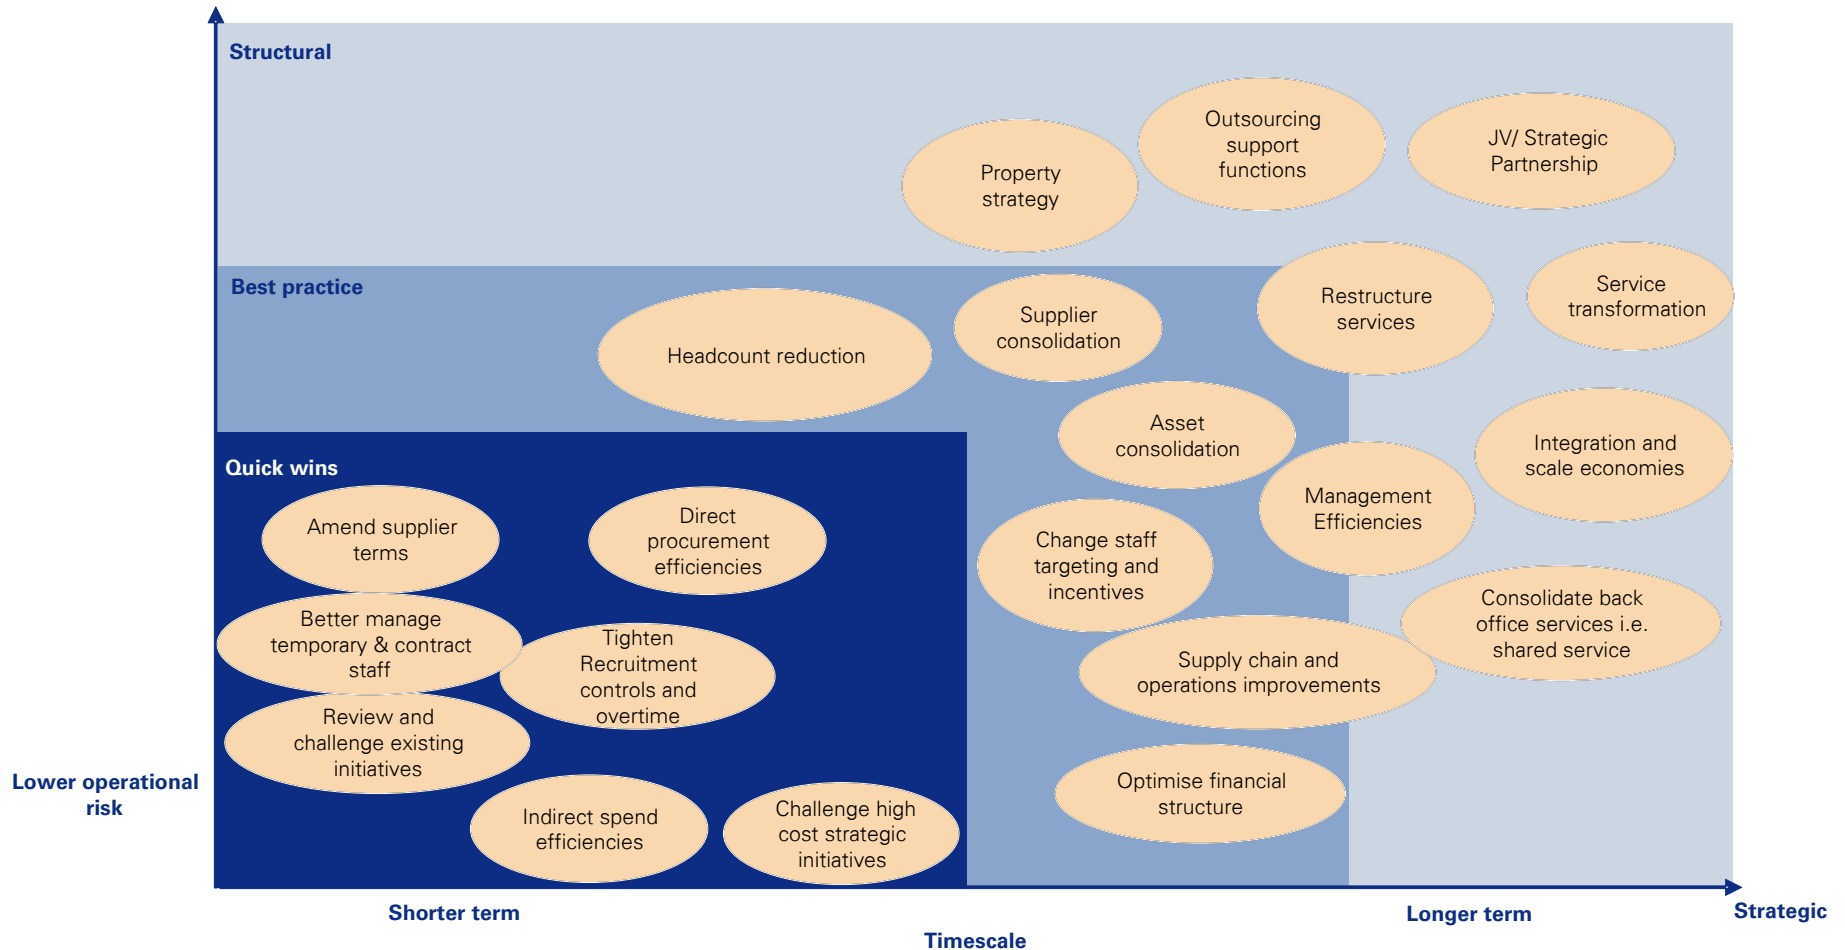 Structural
Outsourcing
support
functions
JV/ Strategic
Partnership
Property
strategy
Best practice
Headcount reduction
Supplier
consolidation
Restructure
services
Service
transformation
Asset
consolidation
Integration and
scale economies
Management
Efficiencies
Quick wins
Amend supplier
terms
Direct
procurement
efficiencies
Change staff
targeting and
incentives
Better manage
temporary & contract
staff
Tighten
Recruitment
controls and
overtime
Consolidate back
office services i.e.
shared service
Supply chain and
operations improvements
Review and
challenge existing
initiatives
Lower operational
risk
Indirect spend
efficiencies
Challenge high
cost strategic
initiatives
Optimise financial
structure
Shorter term
Longer term
Strategic
Timescale